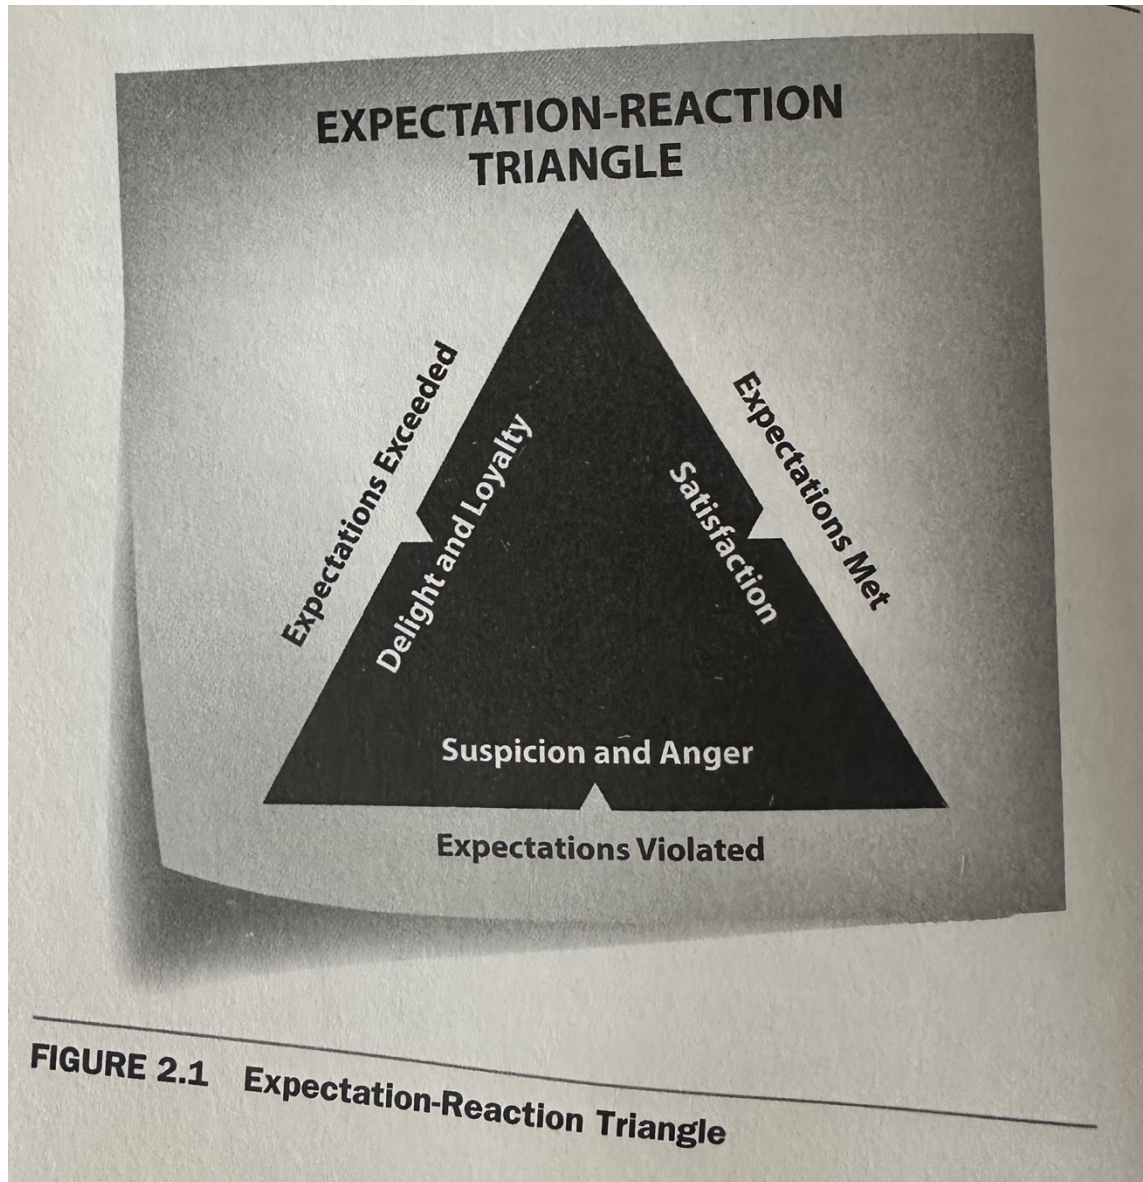 EXPECTATION-REACTION
TRIANGLE
Expectations Exceeded
Delight and Loyalty
Satisfaction
Expectations Met
Suspicion and Anger
Expectations Violated
FIGURE 2.1 Expectation-Reaction Triangle